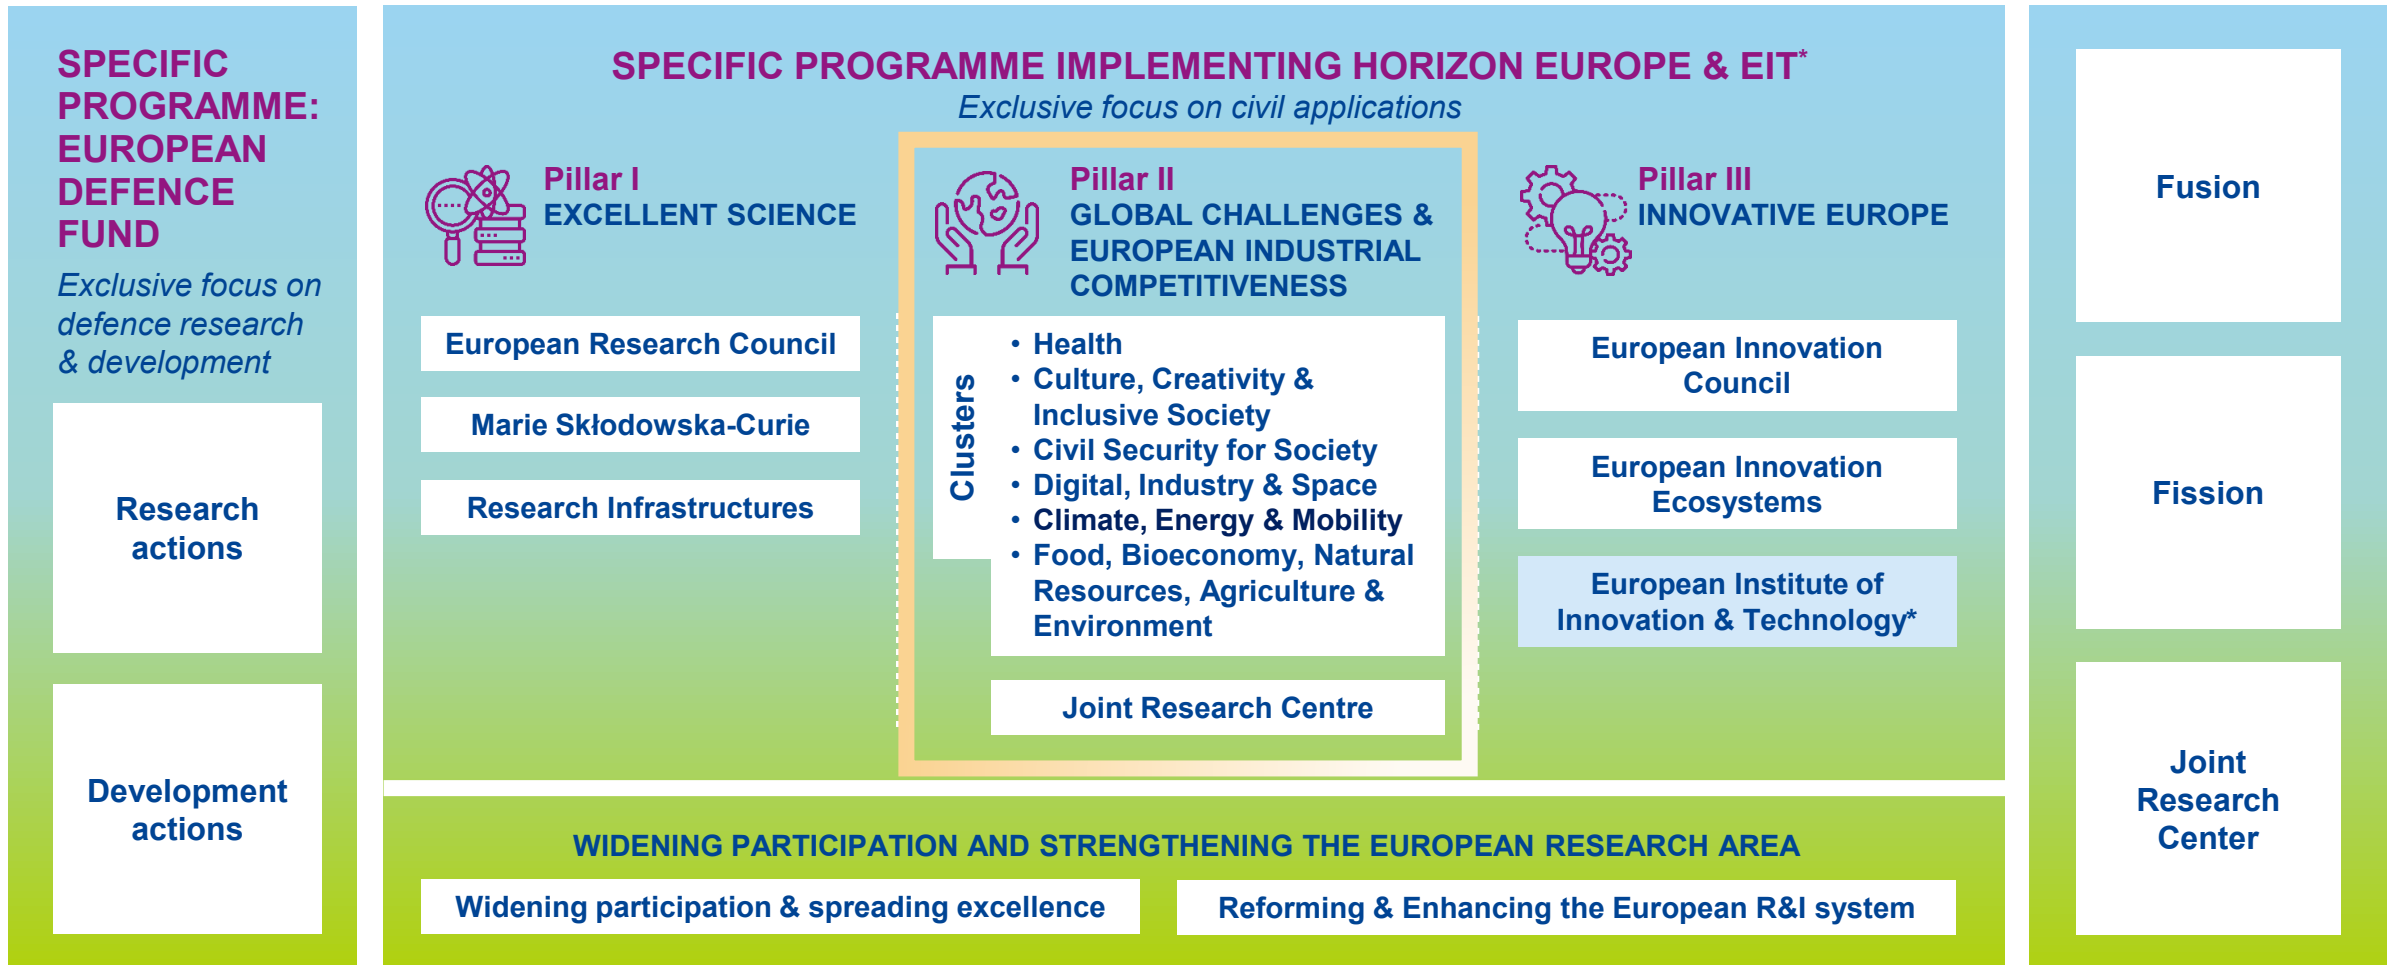 SPECIFIC
PROGRAMME:
EUROPEAN
DEFENCE
FUND
Exclusive focus on
defence research
& development
Research
actions
Development
actions
SPECIFIC PROGRAMME IMPLEMENTING HORIZON EUROPE & EIT*
Exclusive focus on civil applications
Pillar I
EXCELLENT SCIENCE
European Research Council
Marie Skłodowska-Curie
Research Infrastructures
Pillar II
GLOBAL CHALLENGES &
EUROPEAN INDUSTRIAL
COMPETITIVENESS
Clusters
• Health
• Culture, Creativity &
Inclusive Society
• Civil Security for Society
• Digital, Industry & Space
• Climate, Energy & Mobility
• Food, Bioeconomy, Natural
Resources, Agriculture &
Environment
Joint Research Centre
Pillar III
INNOVATIVE EUROPE
European Innovation
Council
European Innovation
Ecosystems
European Institute of
Innovation & Technology*
WIDENING PARTICIPATION AND STRENGTHENING THE EUROPEAN RESEARCH AREA
Widening participation & spreading excellence
Reforming & Enhancing the European R&I system
Fusion
Fission
Joint
Research
Center